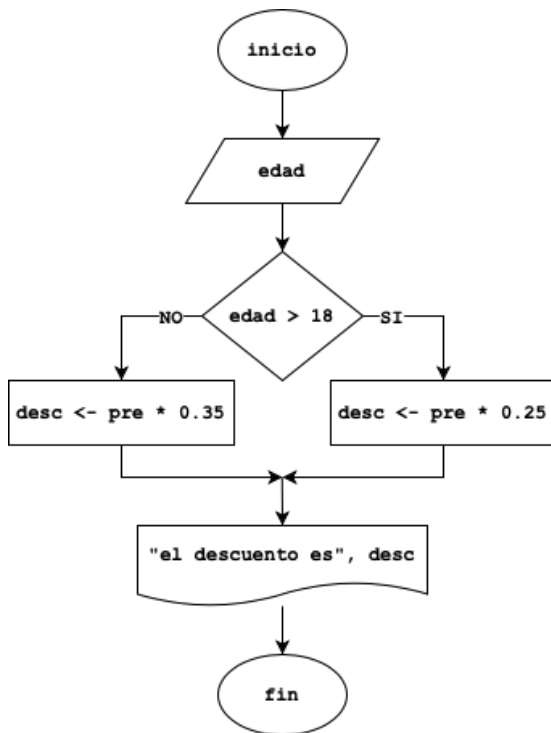 inicio
edad
edad > 18
NO
SI
desc <- pre * 0.35
desc <- pre * 0.25
"el descuento es", desc
fin